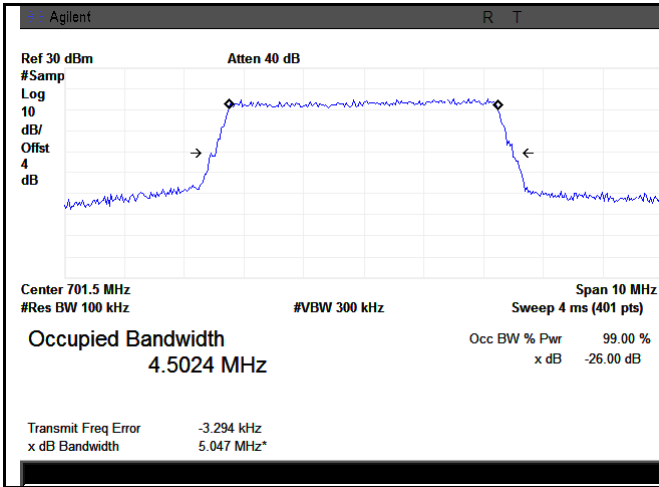 Agilent R T
Ref 30 dBm Atten 40 dB
#Samp
Log
10
dB/
Offst
4
dB
Center 701.5 MHz Span 10 MHz
#Res BW 100 kHz #VBW 300 kHz Sweep 4 ms (401 pts)
Occupied Bandwidth Occ BW % Pwr 99.00 %
4.5024 MHz x dB -26.00 dB
Transmit Freq Error -3.294 kHz
x dB Bandwidth 5.047 MHz*